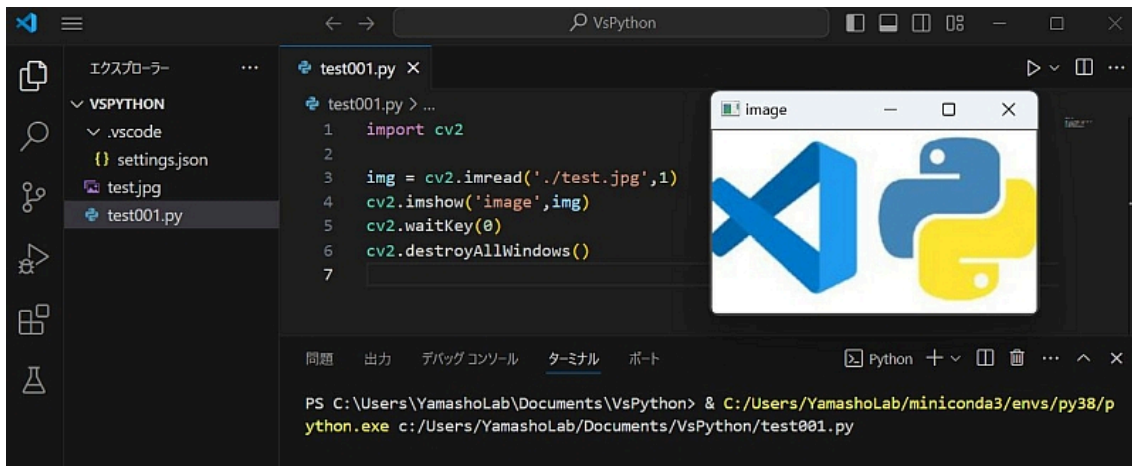 VsPython
エクスプローラー ...
VSPYTHON
.vscode
{} settings.json
test.jpg
test001.py
test001.py
test001.py > ...
1 import cv2
2
3 img = cv2.imread('./test.jpg',1)
4 cv2.imshow('image',img)
5 cv2.waitKey(0)
6 cv2.destroyAllWindows()
7
image
問題 出力 デバッグ コンソール ターミナル ポート Python
PS C:\Users\YamashoLab\Documents\VsPython> & C:/Users/YamashoLab/miniconda3/envs/py38/p
ython.exe c:/Users/YamashoLab/Documents/VsPython/test001.py